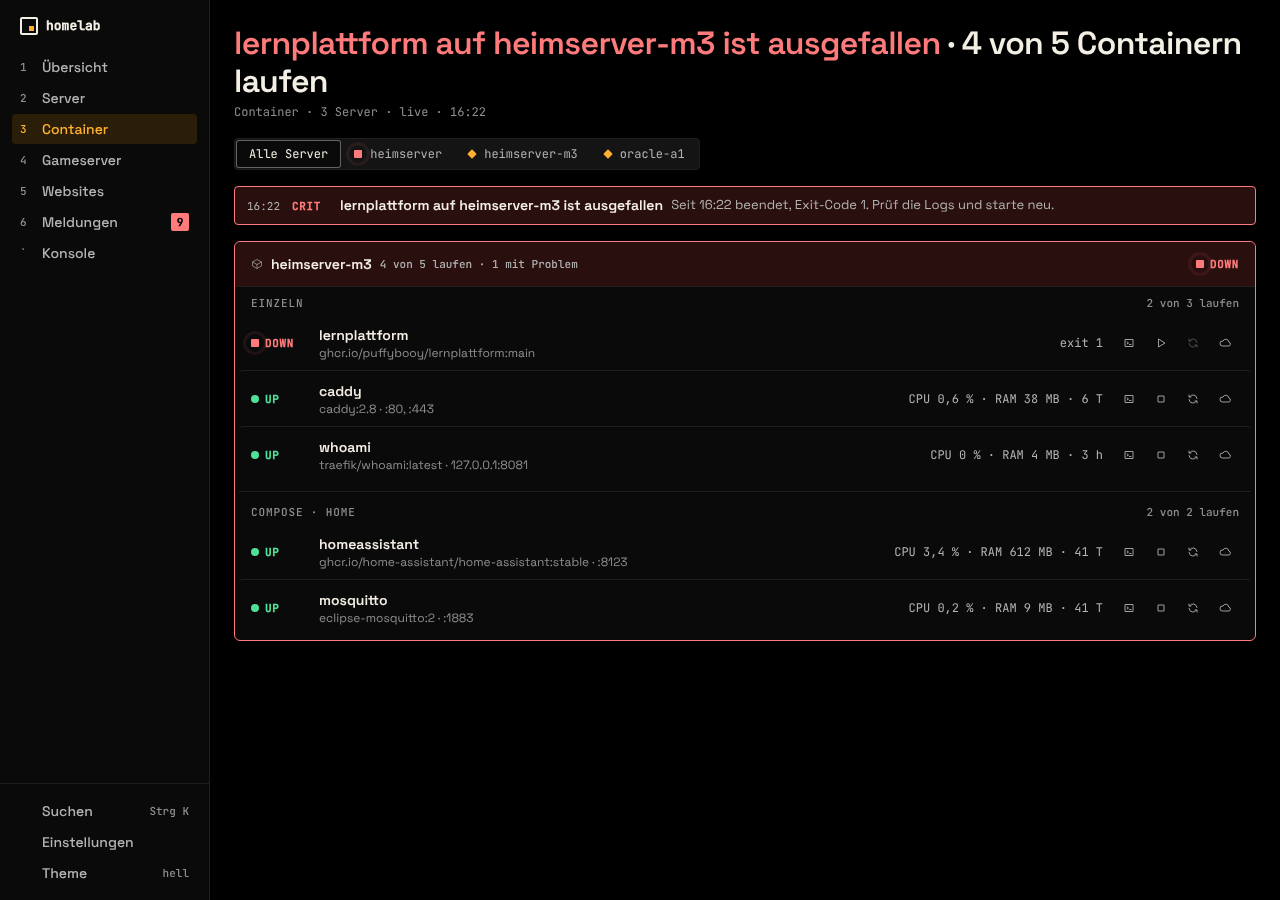 homelab
1 Übersicht
2 Server
3 Container
4 Gameserver
5 Websites
6 Meldungen 9
` Konsole
Suchen Strg K
Einstellungen
Theme hell
lernplattform auf heimserver-m3 ist ausgefallen · 4 von 5 Containern
laufen
Container · 3 Server · live · 16:22
Alle Server heimserver heimserver-m3 oracle-a1
16:22 CRIT lernplattform auf heimserver-m3 ist ausgefallen Seit 16:22 beendet, Exit-Code 1. Prüf die Logs und starte neu.
heimserver-m3 4 von 5 laufen · 1 mit Problem DOWN
EINZELN 2 von 3 laufen
DOWN lernplattform exit 1
ghcr.io/puffybooy/lernplattform:main
UP caddy CPU 0,6 % · RAM 38 MB · 6 T
caddy:2.8 · :80, :443
UP whoami CPU 0 % · RAM 4 MB · 3 h
traefik/whoami:latest · 127.0.0.1:8081
COMPOSE · HOME 2 von 2 laufen
UP homeassistant CPU 3,4 % · RAM 612 MB · 41 T
ghcr.io/home-assistant/home-assistant:stable · :8123
UP mosquitto CPU 0,2 % · RAM 9 MB · 41 T
eclipse-mosquitto:2 · :1883